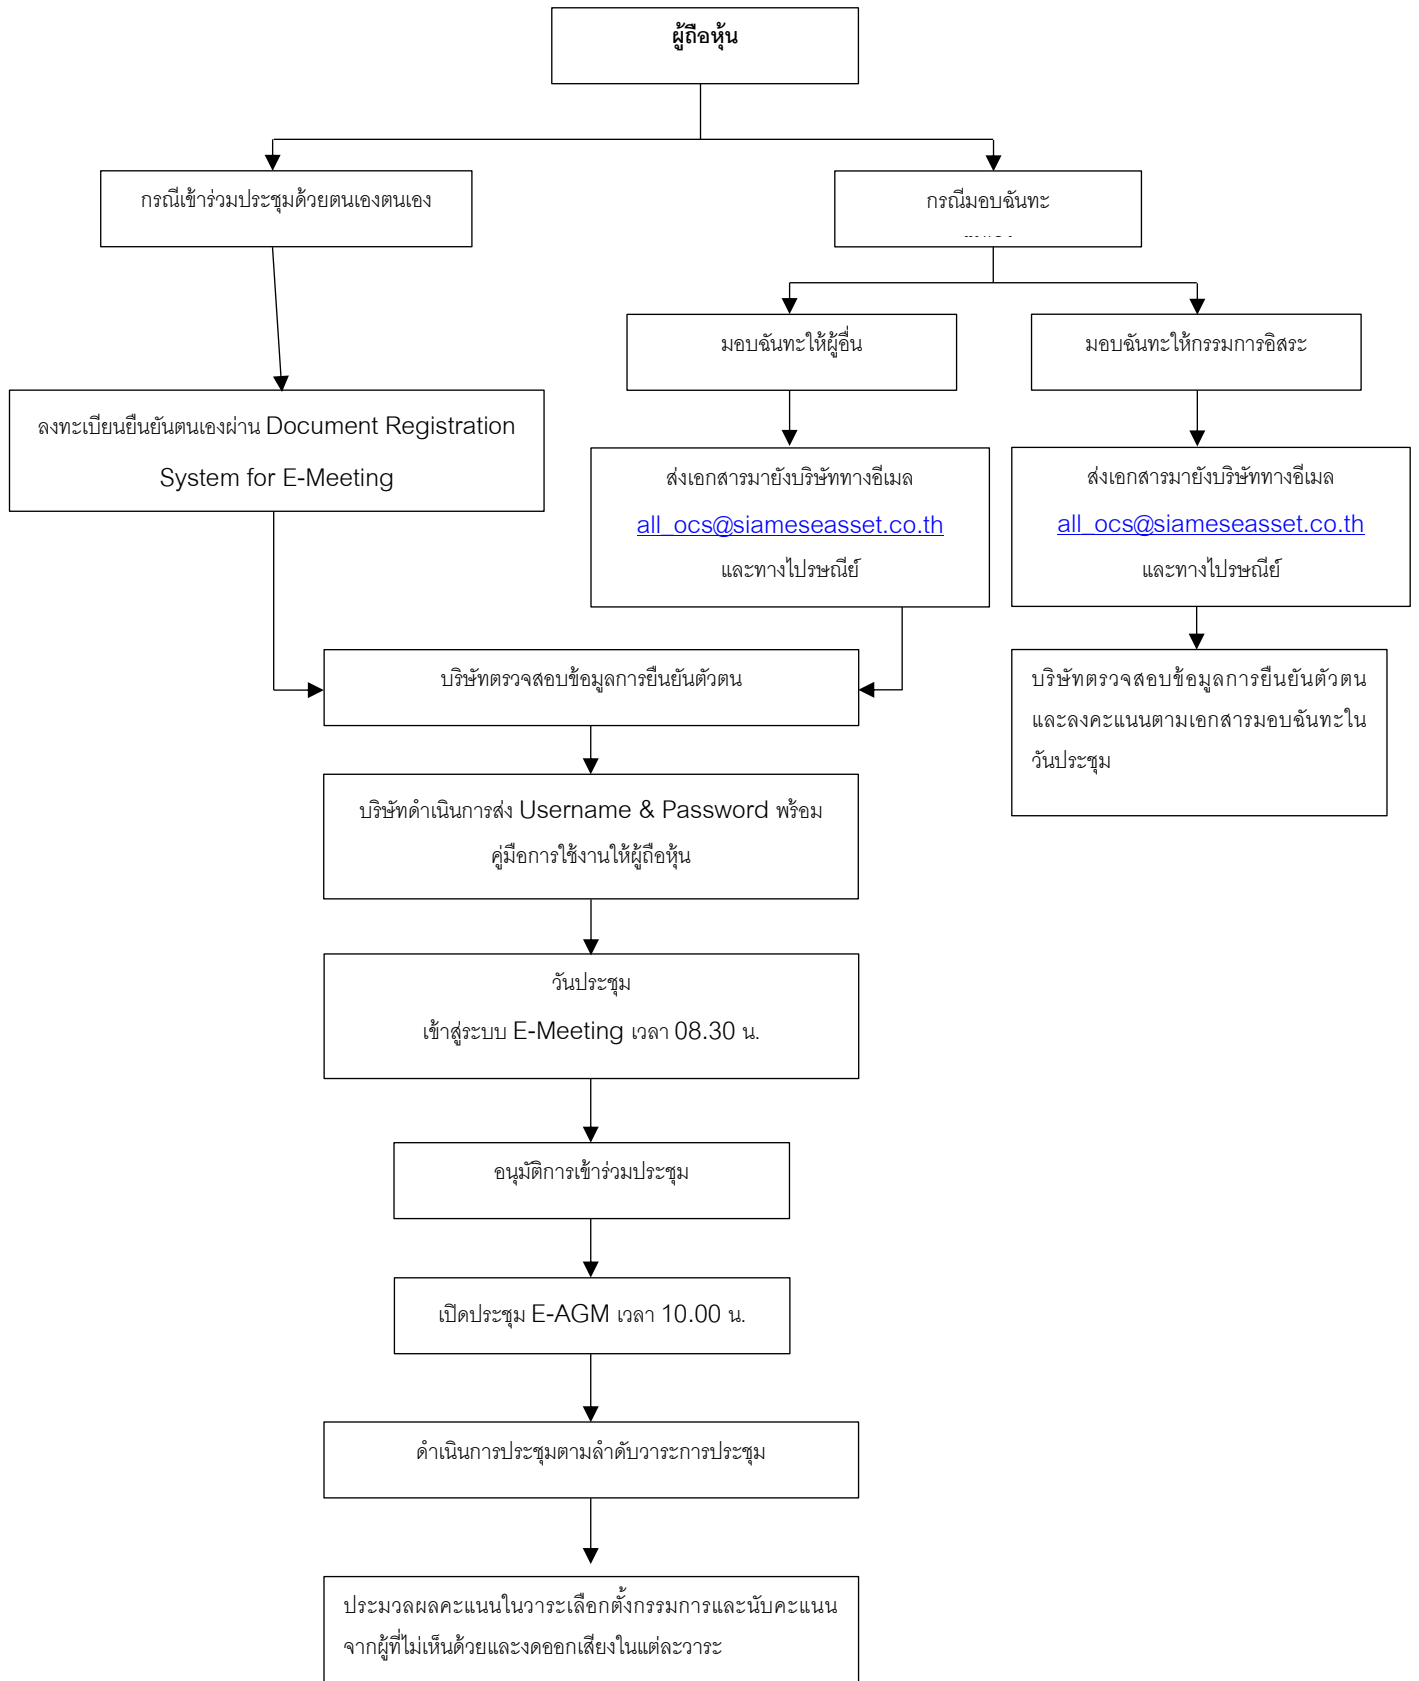 ผู้ถือหุ้น
กรณีเข้าร่วมประชุมด้วยตนเองตนเอง
กรณีมอบฉันทะ
มอบฉันทะให้ผู้อื่น
มอบฉันทะให้กรรมการอิสระ
ลงทะเบียนยืนยันตนเองผ่าน Document Registration
System for E-Meeting
ส่งเอกสารมายังบริษัททางอีเมล
all_ocs@siameseasset.co.th
และทางไปรษณีย์
ส่งเอกสารมายังบริษัททางอีเมล
all_ocs@siameseasset.co.th
และทางไปรษณีย์
บริษัทตรวจสอบข้อมูลการยืนยันตัวตน
บริษัทตรวจสอบข้อมูลการยืนยันตัวตน
และลงคะแนนตามเอกสารมอบฉันทะใน
วันประชุม
บริษัทดำเนินการส่ง Username & Password พร้อม
คู่มือการใช้งานให้ผู้ถือหุ้น
วันประชุม
เข้าสู่ระบบ E-Meeting เวลา 08.30 น.
อนุมัติการเข้าร่วมประชุม
เปิดประชุม E-AGM เวลา 10.00 น.
ดำเนินการประชุมตามลำดับวาระการประชุม
ประมวลผลคะแนนในวาระเลือกตั้งกรรมการและนับคะแนน
จากผู้ที่ไม่เห็นด้วยและงดออกเสียงในแต่ละวาระ